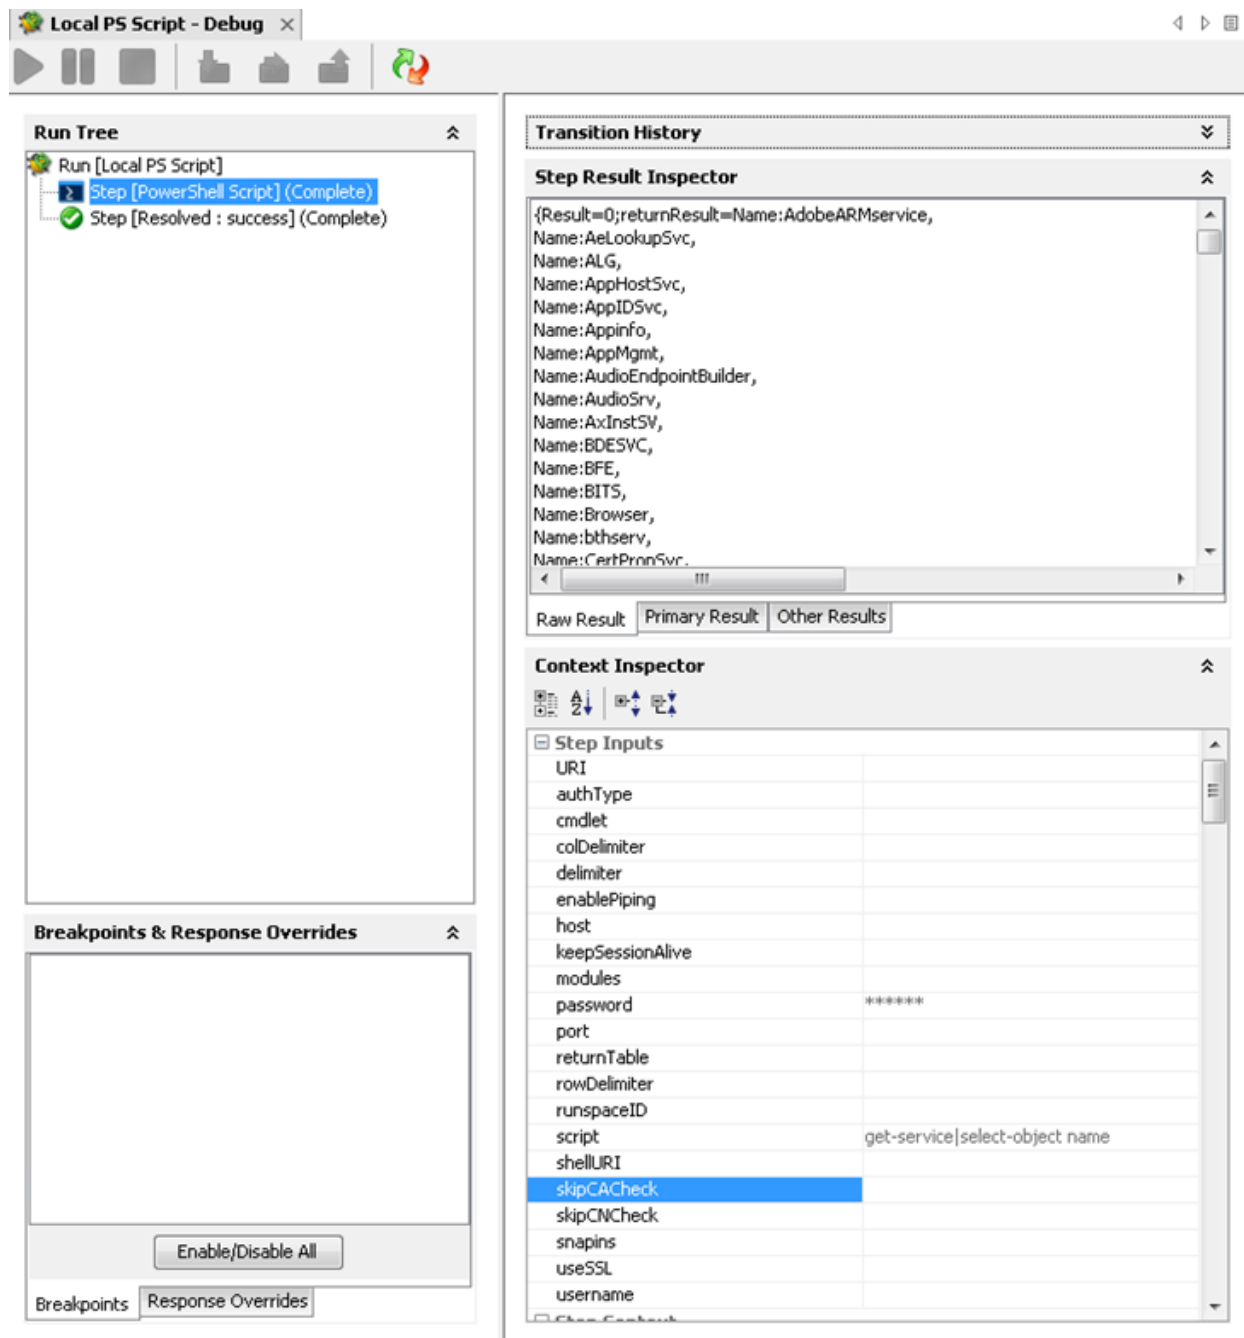 Local PS Script - Debug
Run Tree
Run [Local PS Script]
Step [PowerShell Script] (Complete)
Step [Resolved : success] (Complete)
Breakpoints & Response Overrides
Enable/Disable All
Breakpoints
Response Overrides
Transition History
Step Result Inspector
{Result=0;returnResult=Name:AdobeARMservice,
Name:AeLookupSvc,
Name:ALG,
Name:AppHostSvc,
Name:AppIDSvc,
Name:Appinfo,
Name:AppMgmt,
Name:AudioEndpointBuilder,
Name:AudioSrv,
Name:AxInstSV,
Name:BDESVC,
Name:BFE,
Name:BITS,
Name:Browser,
Name:bthserv,
Name:CertPropSvc,
Raw Result
Primary Result
Other Results
Context Inspector
Step Inputs
URI
authType
cmdlet
colDelimiter
delimiter
enablePiping
host
keepSessionAlive
modules
password ******
port
returnTable
rowDelimiter
runspaceID
script get-service|select-object name
shellURI
skipCACheck
skipCNCheck
snapins
useSSL
username
Step Context